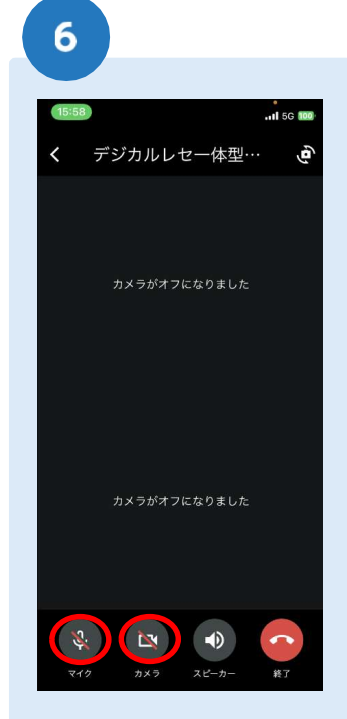 6
15:58
5G 100
デジカルレセ一体型…
カメラがオフになりました
カメラがオフになりました
マイク カメラ スピーカー 終了